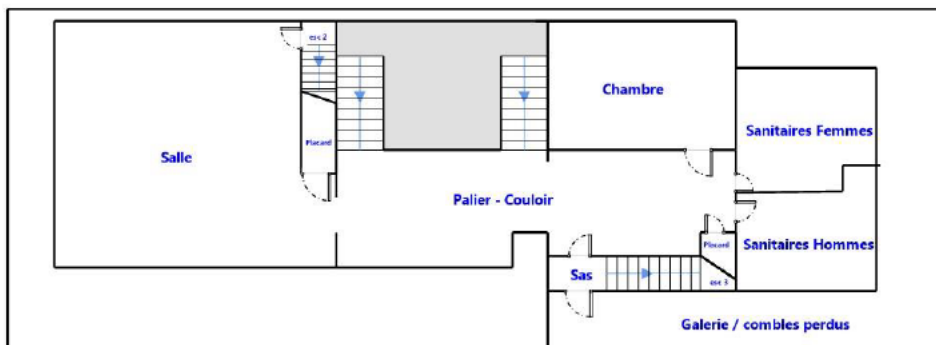 esc 2
Chambre
Sanitaires Femmes
Placard
Salle
Palier - Couloir
Placard
Sanitaires Hommes
Sas
esc 3
Galerie / combles perdus